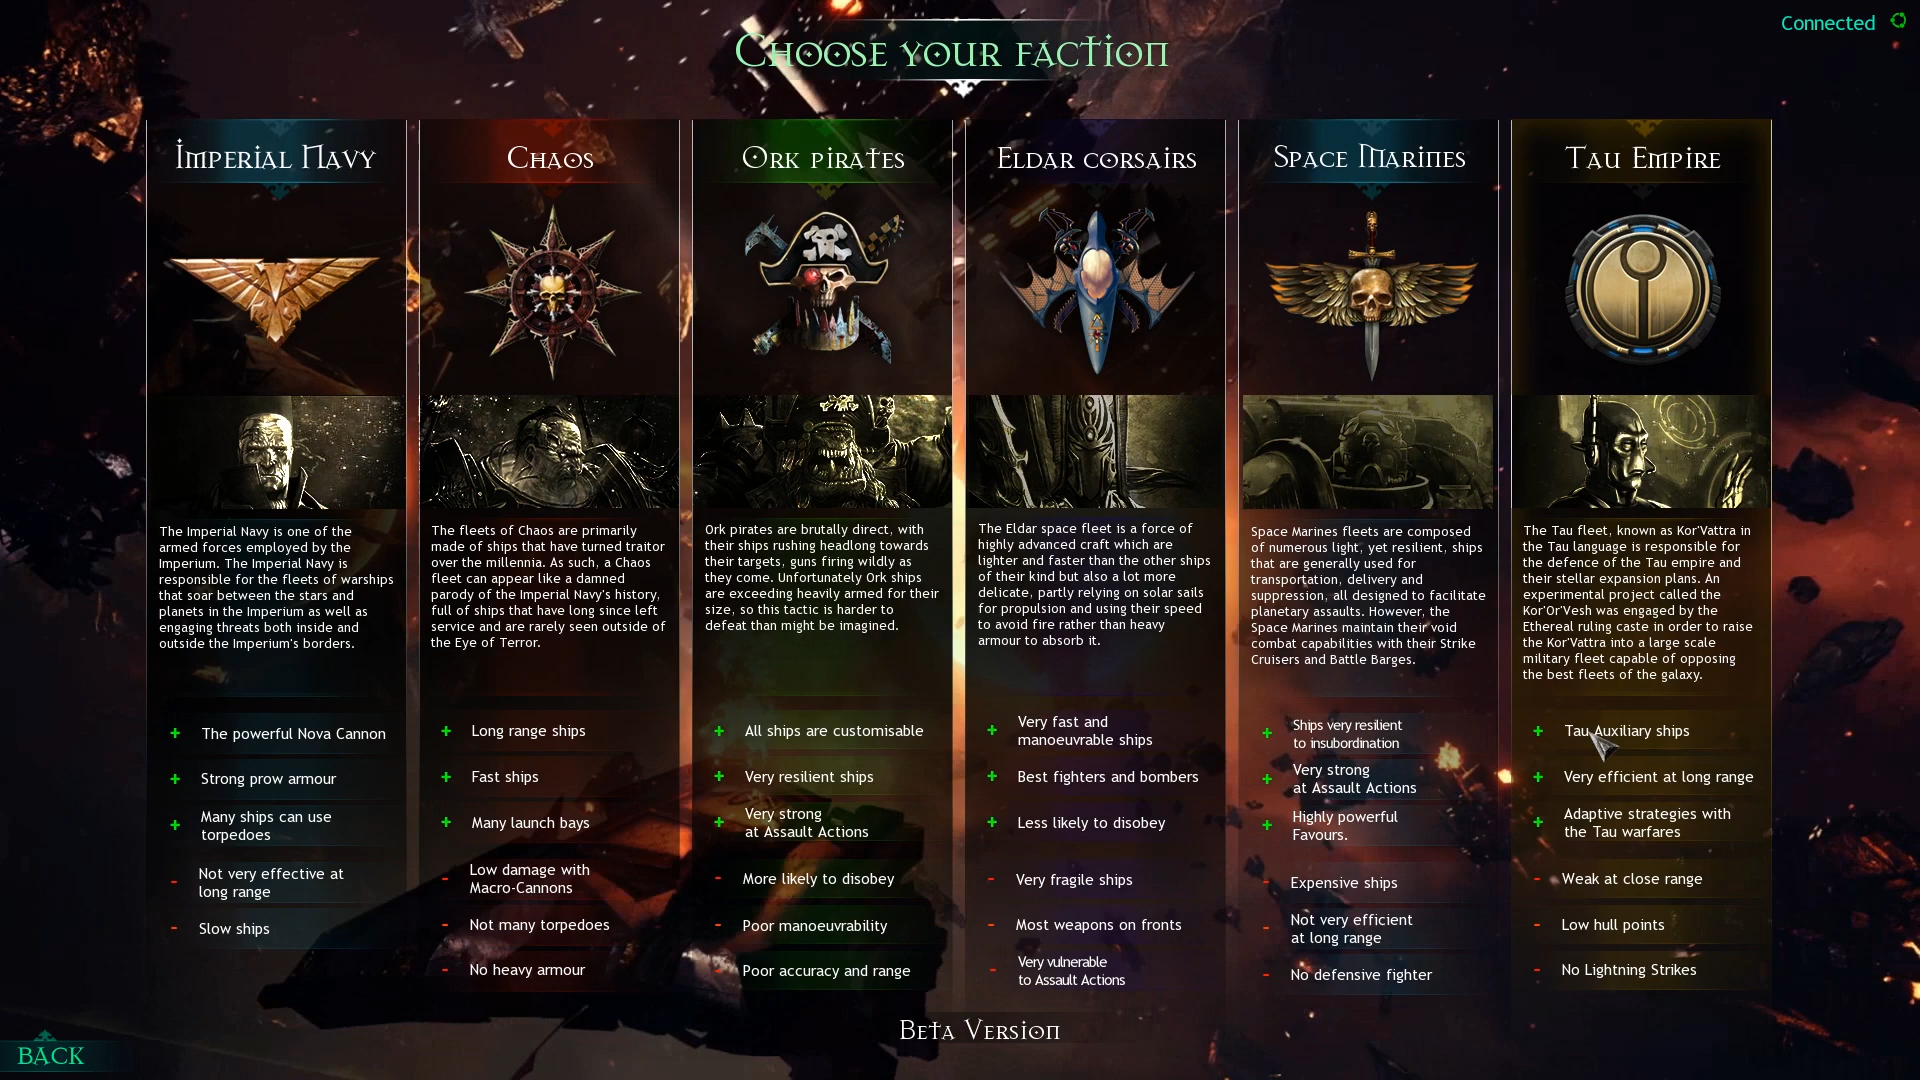 Connected
Choose your faction
Imperial Navy
The Imperial Navy is one of the
armed forces employed by the
Imperium. The Imperial Navy is
responsible for the fleets of warships
that soar between the stars and
planets in the Imperium as well as
engaging threats both inside and
outside the Imperium's borders.
+ The powerful Nova Cannon
+ Strong prow armour
+ Many ships can use
torpedoes
- Not very effective at
long range
- Slow ships
Chaos
The fleets of Chaos are primarily
made of ships that have turned traitor
over the millennia. As such, a Chaos
fleet can appear like a damned
parody of the Imperial Navy's history,
full of ships that have long since left
service and are rarely seen outside of
the Eye of Terror.
+ Long range ships
+ Fast ships
+ Many launch bays
- Low damage with
Macro-Cannons
- Not many torpedoes
- No heavy armour
Ork pirates
Ork pirates are brutally direct, with
their ships rushing headlong towards
their targets, guns firing wildly as
they come. Unfortunately Ork ships
are exceeding heavily armed for their
size, so this tactic is harder to
defeat than might be imagined.
+ All ships are customisable
+ Very resilient ships
+ Very strong
at Assault Actions
- More likely to disobey
- Poor manoeuvrability
- Poor accuracy and range
Eldar corsairs
The Eldar space fleet is a force of
highly advanced craft which are
lighter and faster than the other ships
of their kind but also a lot more
delicate, partly relying on solar sails
for propulsion and using their speed
to avoid fire rather than heavy
armour to absorb it.
+ Very fast and
manoeuvrable ships
+ Best fighters and bombers
+ Less likely to disobey
- Very fragile ships
- Most weapons on fronts
- Very vulnerable
to Assault Actions
Space Marines
Space Marines fleets are composed
of numerous light, yet resilient, ships
that are generally used for
transportation, delivery and
suppression, all designed to facilitate
planetary assaults. However, the
Space Marines maintain their void
combat capabilities with their Strike
Cruisers and Battle Barges.
+ Ships very resilient
to insubordination
+ Very strong
at Assault Actions
+ Highly powerful
Favours.
- Expensive ships
- Not very efficient
at long range
- No defensive fighter
Tau Empire
The Tau fleet, known as Kor'Vattra in
the Tau language is responsible for
the defence of the Tau empire and
their stellar expansion plans. An
experimental project called the
Kor'Or'Vesh was engaged by the
Ethereal ruling caste in order to raise
the Kor'Vattra into a large scale
military fleet capable of opposing
the best fleets of the galaxy.
+ Tau Auxiliary ships
+ Very efficient at long range
+ Adaptive strategies with
the Tau warfares
- Weak at close range
- Low hull points
- No Lightning Strikes
Beta Version
BACK